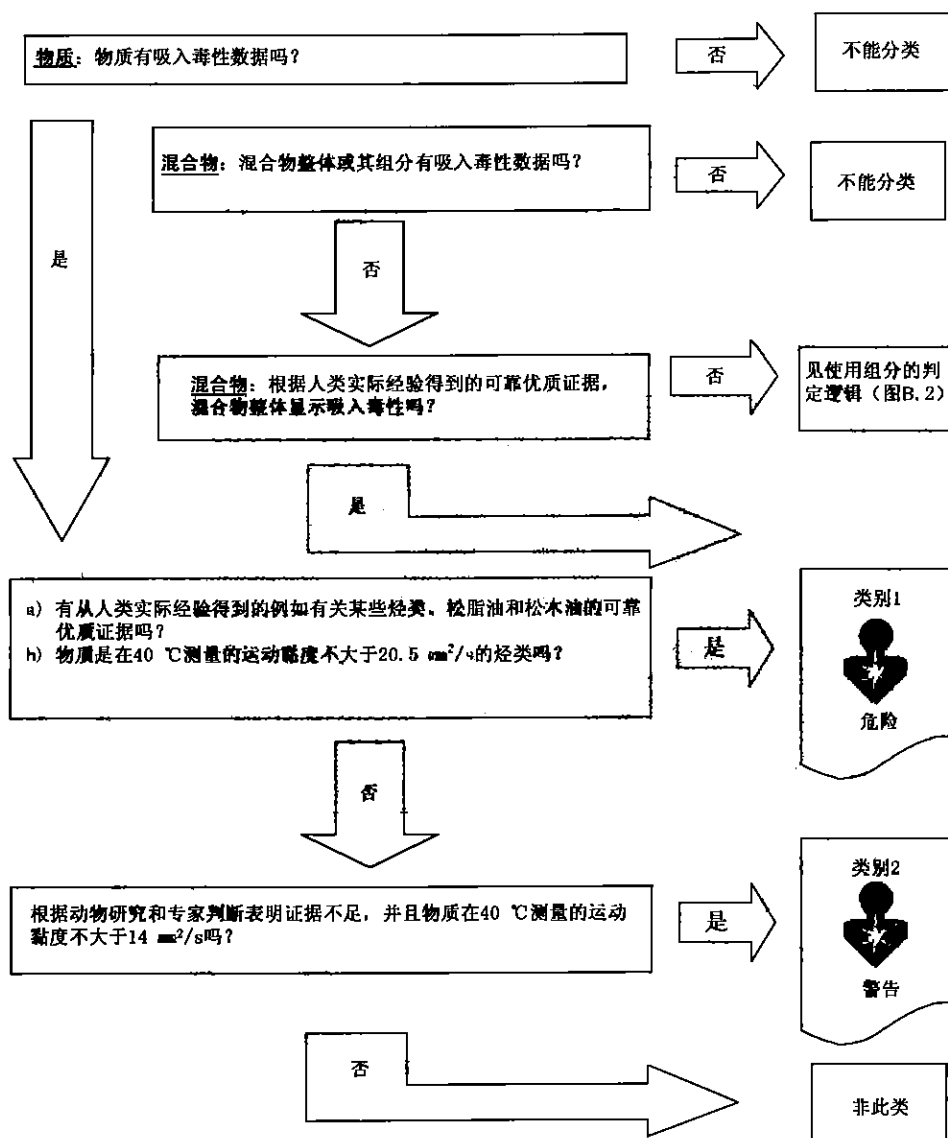 物质：物质有吸入毒性数据吗？
否
不能分类
混合物：混合物整体或其组分有吸入毒性数据吗？
否
不能分类
是
否
混合物：根据人类实际经验得到的可靠优质证据，
混合物整体显示吸入毒性吗？
否
见使用组分的判
定逻辑（图B.2）
是
a) 有从人类实际经验得到的例如有关某些烃类、松脂油和松木油的可靠
优质证据吗？
h) 物质是在40 ℃测量的运动黏度不大于20.5 mm²/s的烃类吗？
是
类别1
危险
否
根据动物研究和专家判断表明证据不足，并且物质在40 ℃测量的运动
黏度不大于14 mm²/s吗？
是
类别2
警告
否
非此类